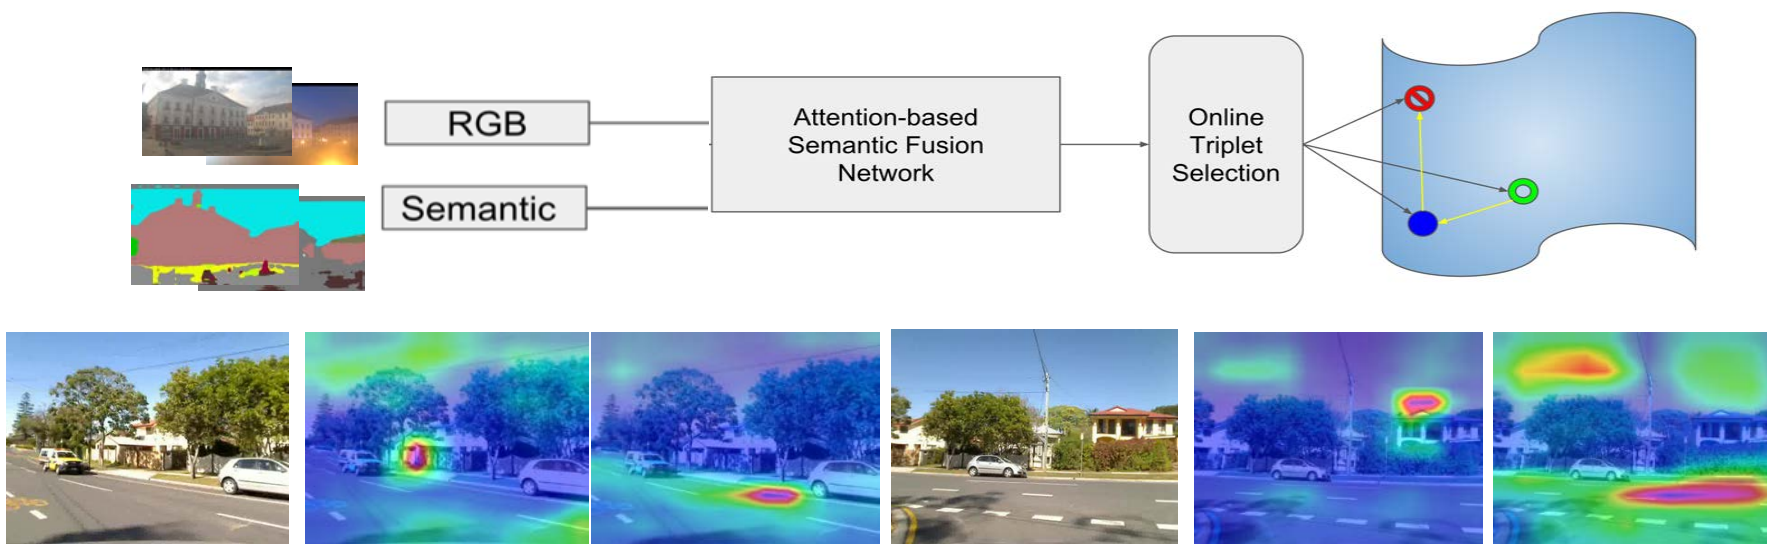 RGB
Semantic
Attention-based
Semantic Fusion
Network
Online
Triplet
Selection